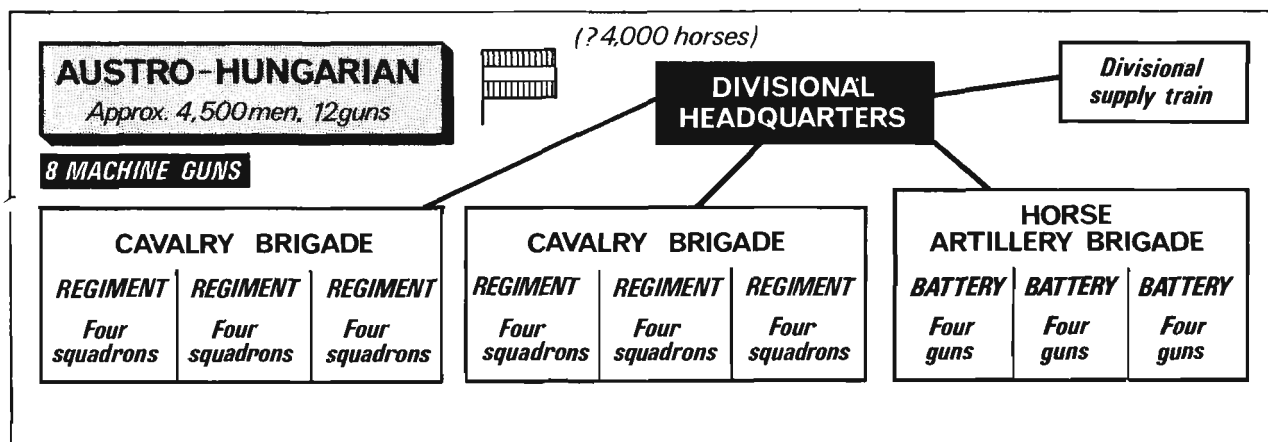 AUSTRO-HUNGARIAN
Approx. 4,500 men, 12 guns
8 MACHINE GUNS
(?4,000 horses)
DIVISIONAL
HEADQUARTERS
Divisional
supply train
CAVALRY BRIGADE
REGIMENT REGIMENT REGIMENT
Four Four Four
squadrons squadrons squadrons
CAVALRY BRIGADE
REGIMENT REGIMENT REGIMENT
Four Four Four
squadrons squadrons squadrons
HORSE
ARTILLERY BRIGADE
BATTERY BATTERY BATTERY
Four Four Four
guns guns guns